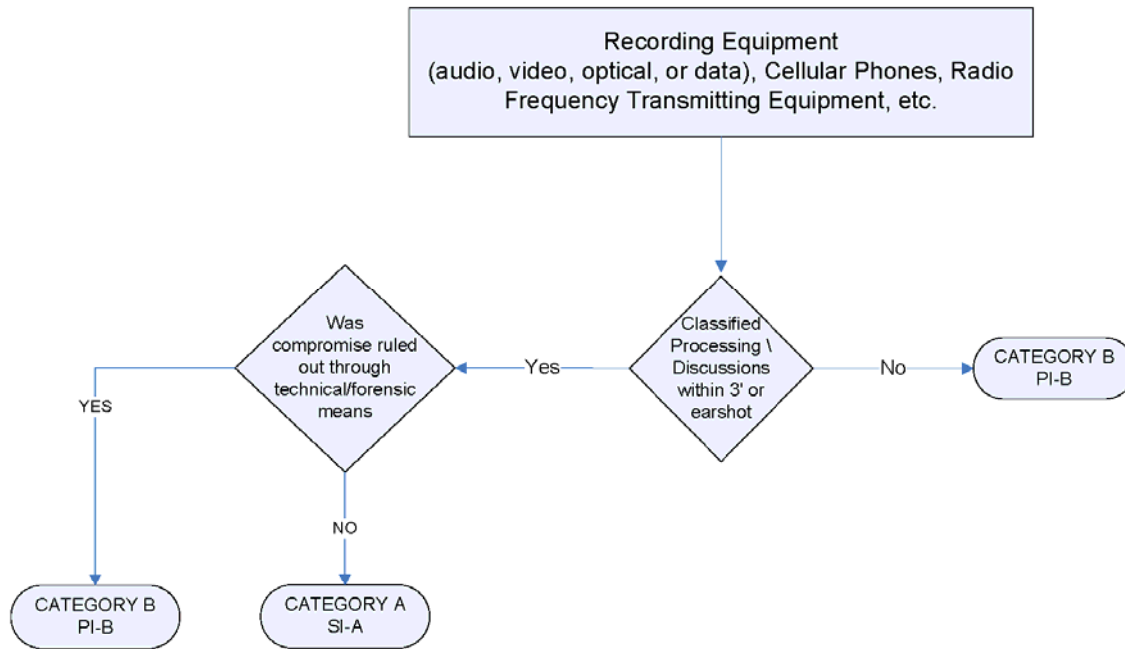 Recording Equipment
(audio, video, optical, or data), Cellular Phones, Radio
Frequency Transmitting Equipment, etc.
Was
compromise ruled
out through
technical/forensic
means
Classified
Processing \
Discussions
within 3' or
earshot
CATEGORY B
PI-B
Yes
No
YES
NO
CATEGORY B
PI-B
CATEGORY A
SI-A